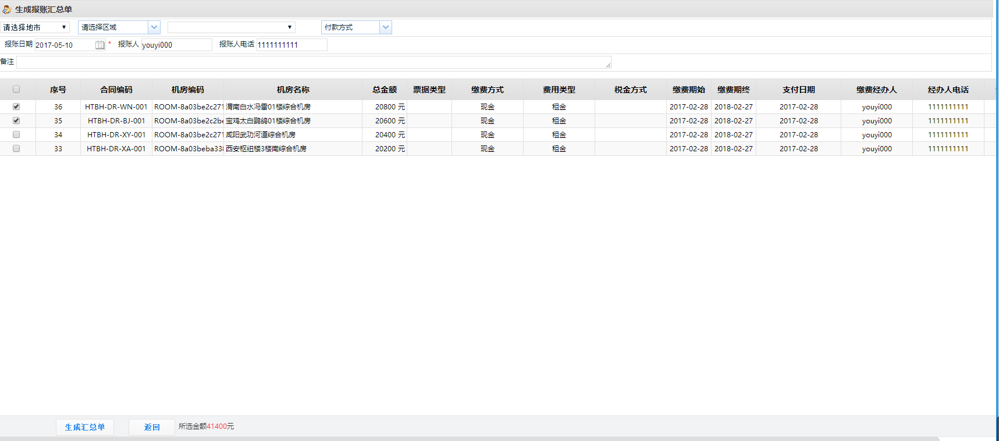 生成报账汇总单
请选择地市 请选择区域 付款方式
报账日期 2017-05-10 * 报账人 youyi000 报账人电话 1111111111
备注
序号 合同编码 机房编码 机房名称 总金额 票据类型 缴费方式 费用类型 税金方式 缴费期始 缴费期终 支付日期 缴费经办人 经办人电话
36 HTBH-DR-WN-001 ROOM-8a03be2c271 渭南白水冯雷01楼综合机房 20800 元 现金 租金 2017-02-28 2018-02-27 2017-02-28 youyi000 1111111111
35 HTBH-DR-BJ-001 ROOM-8a03be2c2be 宝鸡太白鹦鸽01楼综合机房 20600 元 现金 租金 2017-02-28 2018-02-27 2017-02-28 youyi000 1111111111
34 HTBH-DR-XY-001 ROOM-8a03be2c271 咸阳武功河道综合机房 20400 元 现金 租金 2017-02-28 2018-02-27 2017-02-28 youyi000 1111111111
33 HTBH-DR-XA-001 ROOM-8a03beba338 西安枢纽楼3楼南综合机房 20200 元 现金 租金 2017-02-28 2018-02-27 2017-02-28 youyi000 1111111111
生成汇总单 返回 所选金额41400元